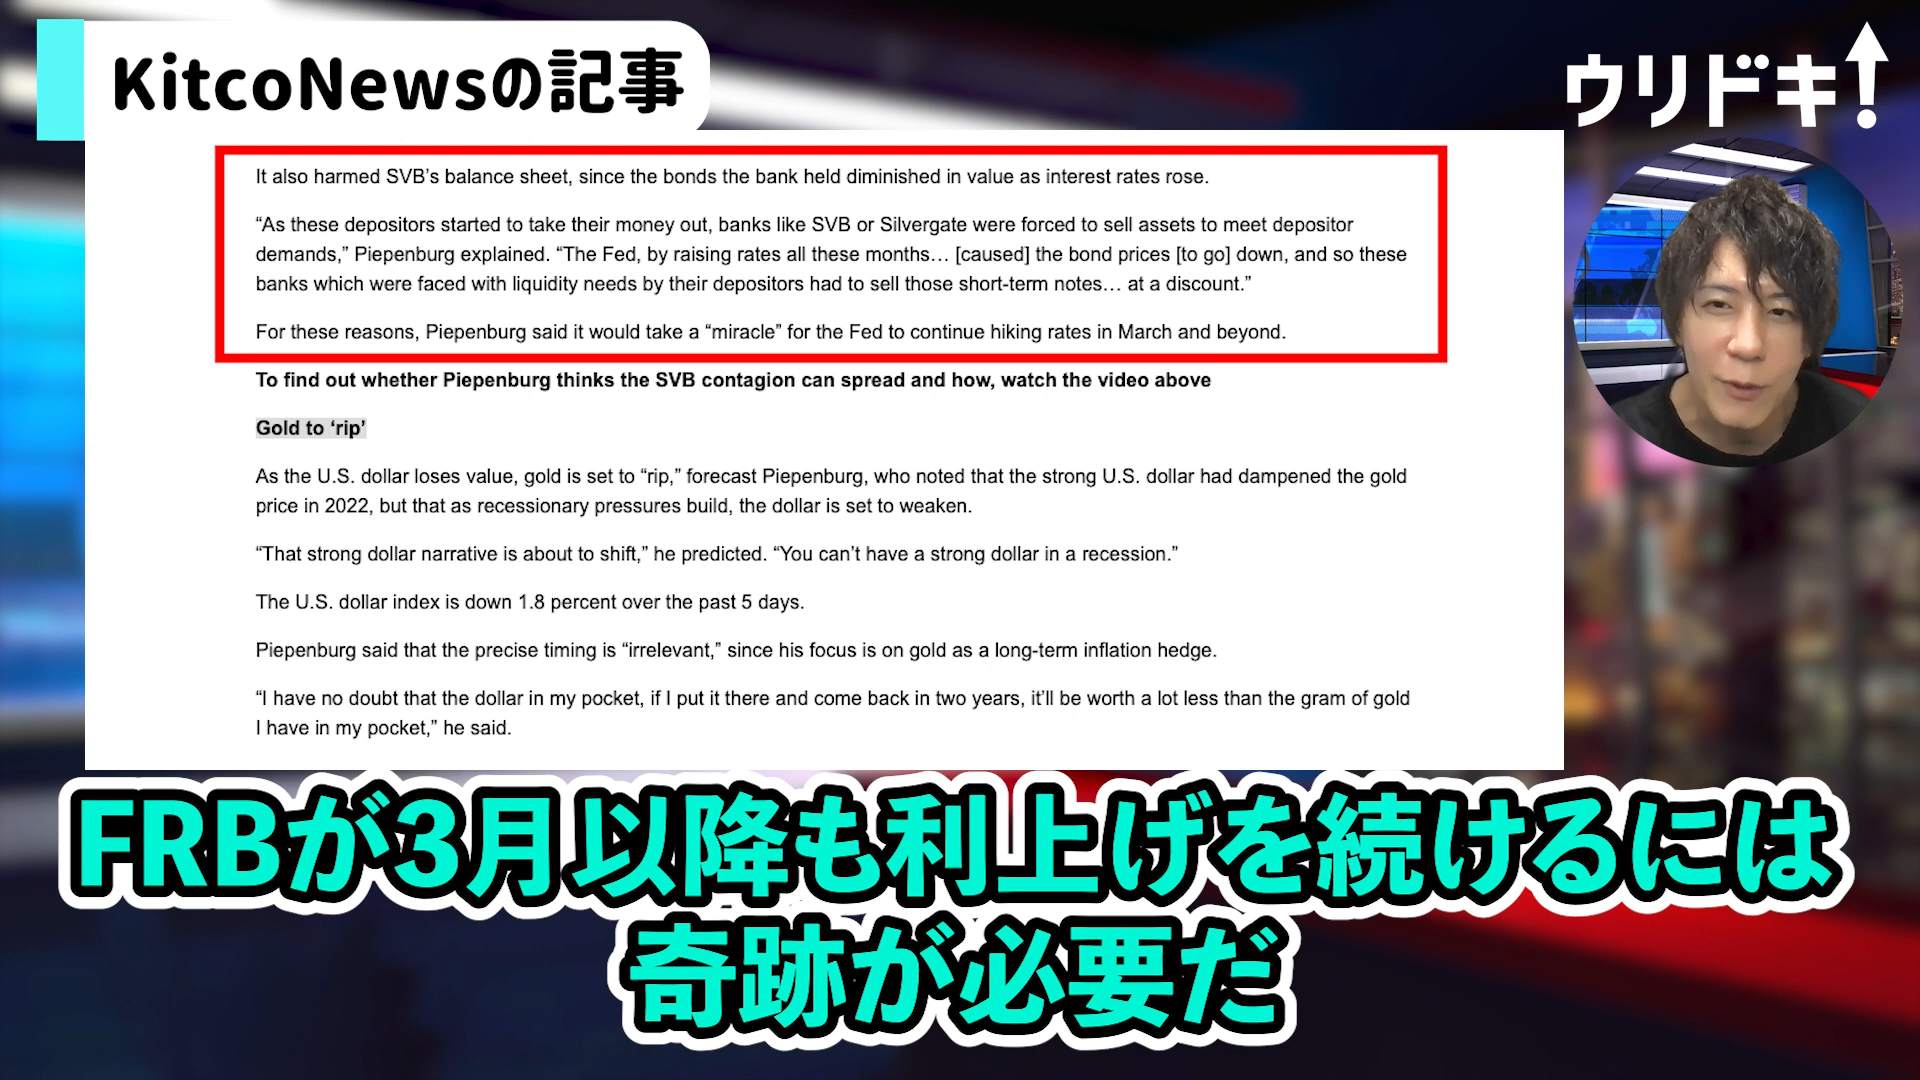 KitcoNewsの記事
ウリドキ!
It also harmed SVB’s balance sheet, since the bonds the bank held diminished in value as interest rates rose.
“As these depositors started to take their money out, banks like SVB or Silvergate were forced to sell assets to meet depositor
demands,” Piepenburg explained. “The Fed, by raising rates all these months… [caused] the bond prices [to go] down, and so these
banks which were faced with liquidity needs by their depositors had to sell those short-term notes… at a discount.”
For these reasons, Piepenburg said it would take a “miracle” for the Fed to continue hiking rates in March and beyond.
To find out whether Piepenburg thinks the SVB contagion can spread and how, watch the video above
Gold to ‘rip’
As the U.S. dollar loses value, gold is set to “rip,” forecast Piepenburg, who noted that the strong U.S. dollar had dampened the gold
price in 2022, but that as recessionary pressures build, the dollar is set to weaken.
“That strong dollar narrative is about to shift,” he predicted. “You can’t have a strong dollar in a recession.”
The U.S. dollar index is down 1.8 percent over the past 5 days.
Piepenburg said that the precise timing is “irrelevant,” since his focus is on gold as a long-term inflation hedge.
“I have no doubt that the dollar in my pocket, if I put it there and come back in two years, it’ll be worth a lot less than the gram of gold
I have in my pocket,” he said.
FRBが3月以降も利上げを続けるには
奇跡が必要だ